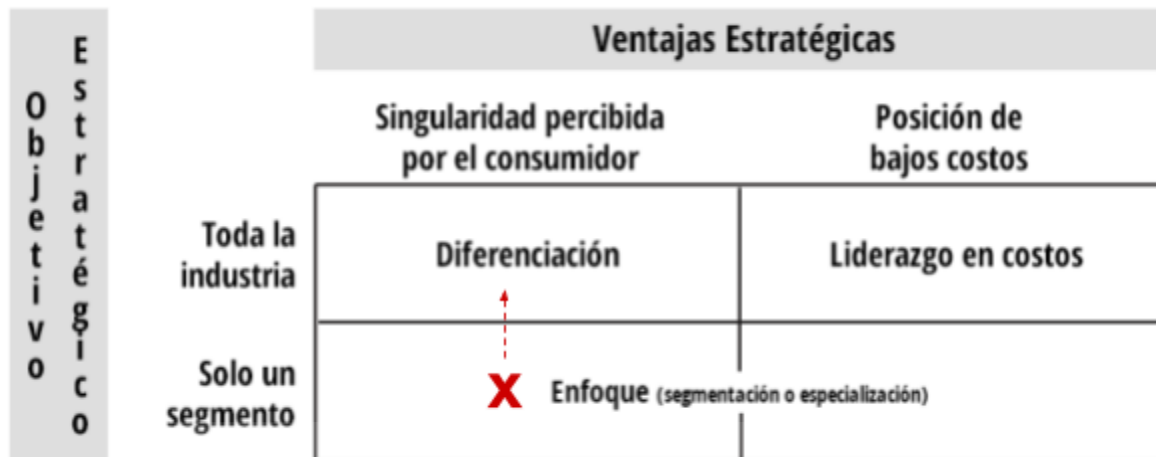 Objetivo
Estratégico
Ventajas Estratégicas
Singularidad percibida
por el consumidor
Posición de
bajos costos
Toda la
industria
Diferenciación
Liderazgo en costos
Solo un
segmento
X
Enfoque (segmentación o especialización)